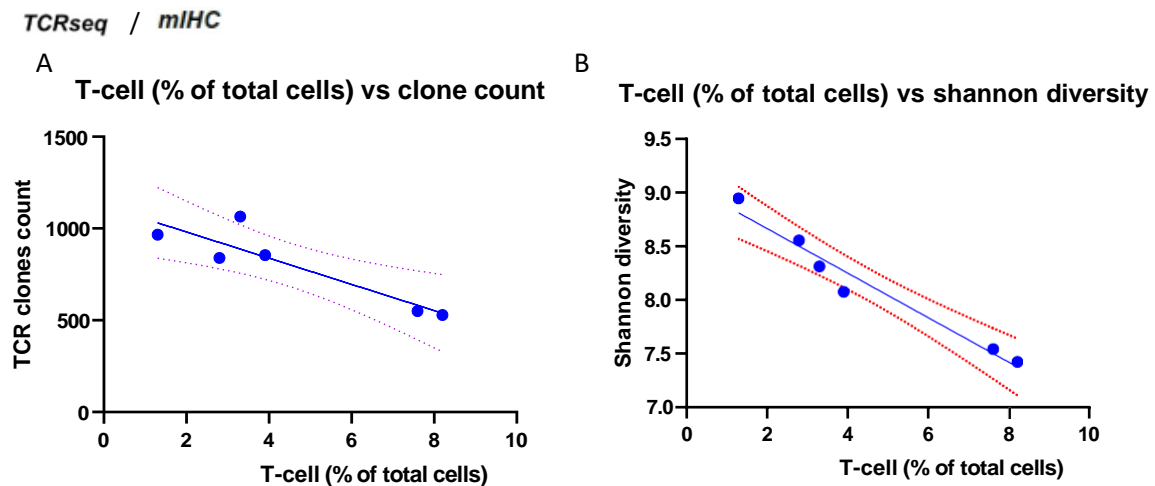 TCRseq / mIHC
A
T-cell (% of total cells) vs clone count
1500
1000
500
0
0 2 4 6 8 10
TCR clones count
T-cell (% of total cells)
B
T-cell (% of total cells) vs shannon diversity
9.5
9.0
8.5
8.0
7.5
7.0
0 2 4 6 8 10
Shannon diversity
T-cell (% of total cells)